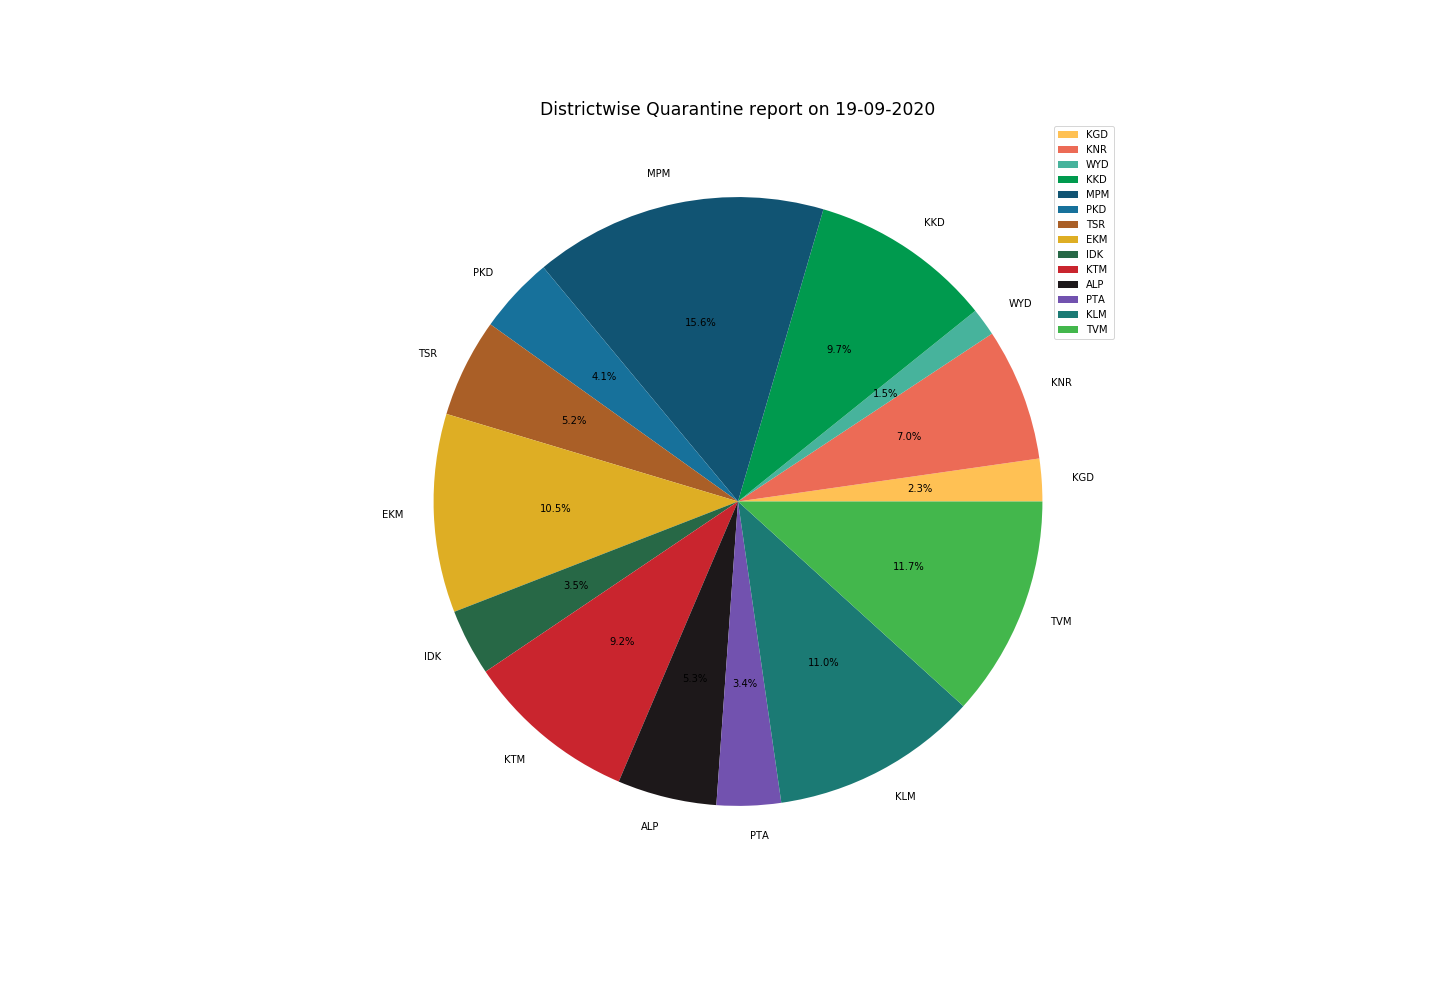 Districtwise Quarantine report on 19-09-2020
KGD
KNR
WYD
KKD
MPM
PKD
TSR
EKM
IDK
KTM
ALP
PTA
KLM
TVM
MPM
KKD
PKD
WYD
15.6%
9.7%
TSR
4.1%
KNR
1.5%
5.2%
7.0%
KGD
2.3%
EKM
10.5%
11.7%
3.5%
TVM
9.2%
IDK
11.0%
5.3%
3.4%
KTM
KLM
ALP
PTA